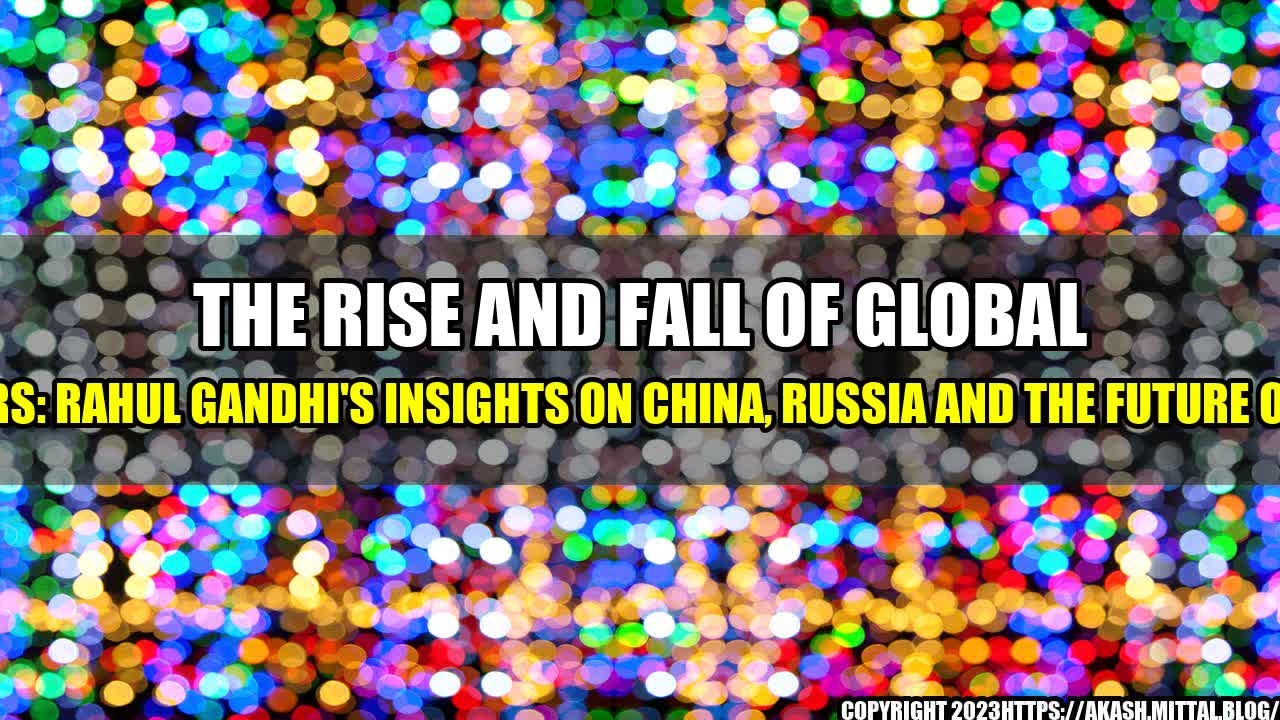 THE RISE AND FALL OF GLOBAL
RS: RAHUL GANDHI'S INSIGHTS ON CHINA, RUSSIA AND THE FUTURE O
COPYRIGHT 2023HTTPS://AKASH.MITTAL.BLOG/